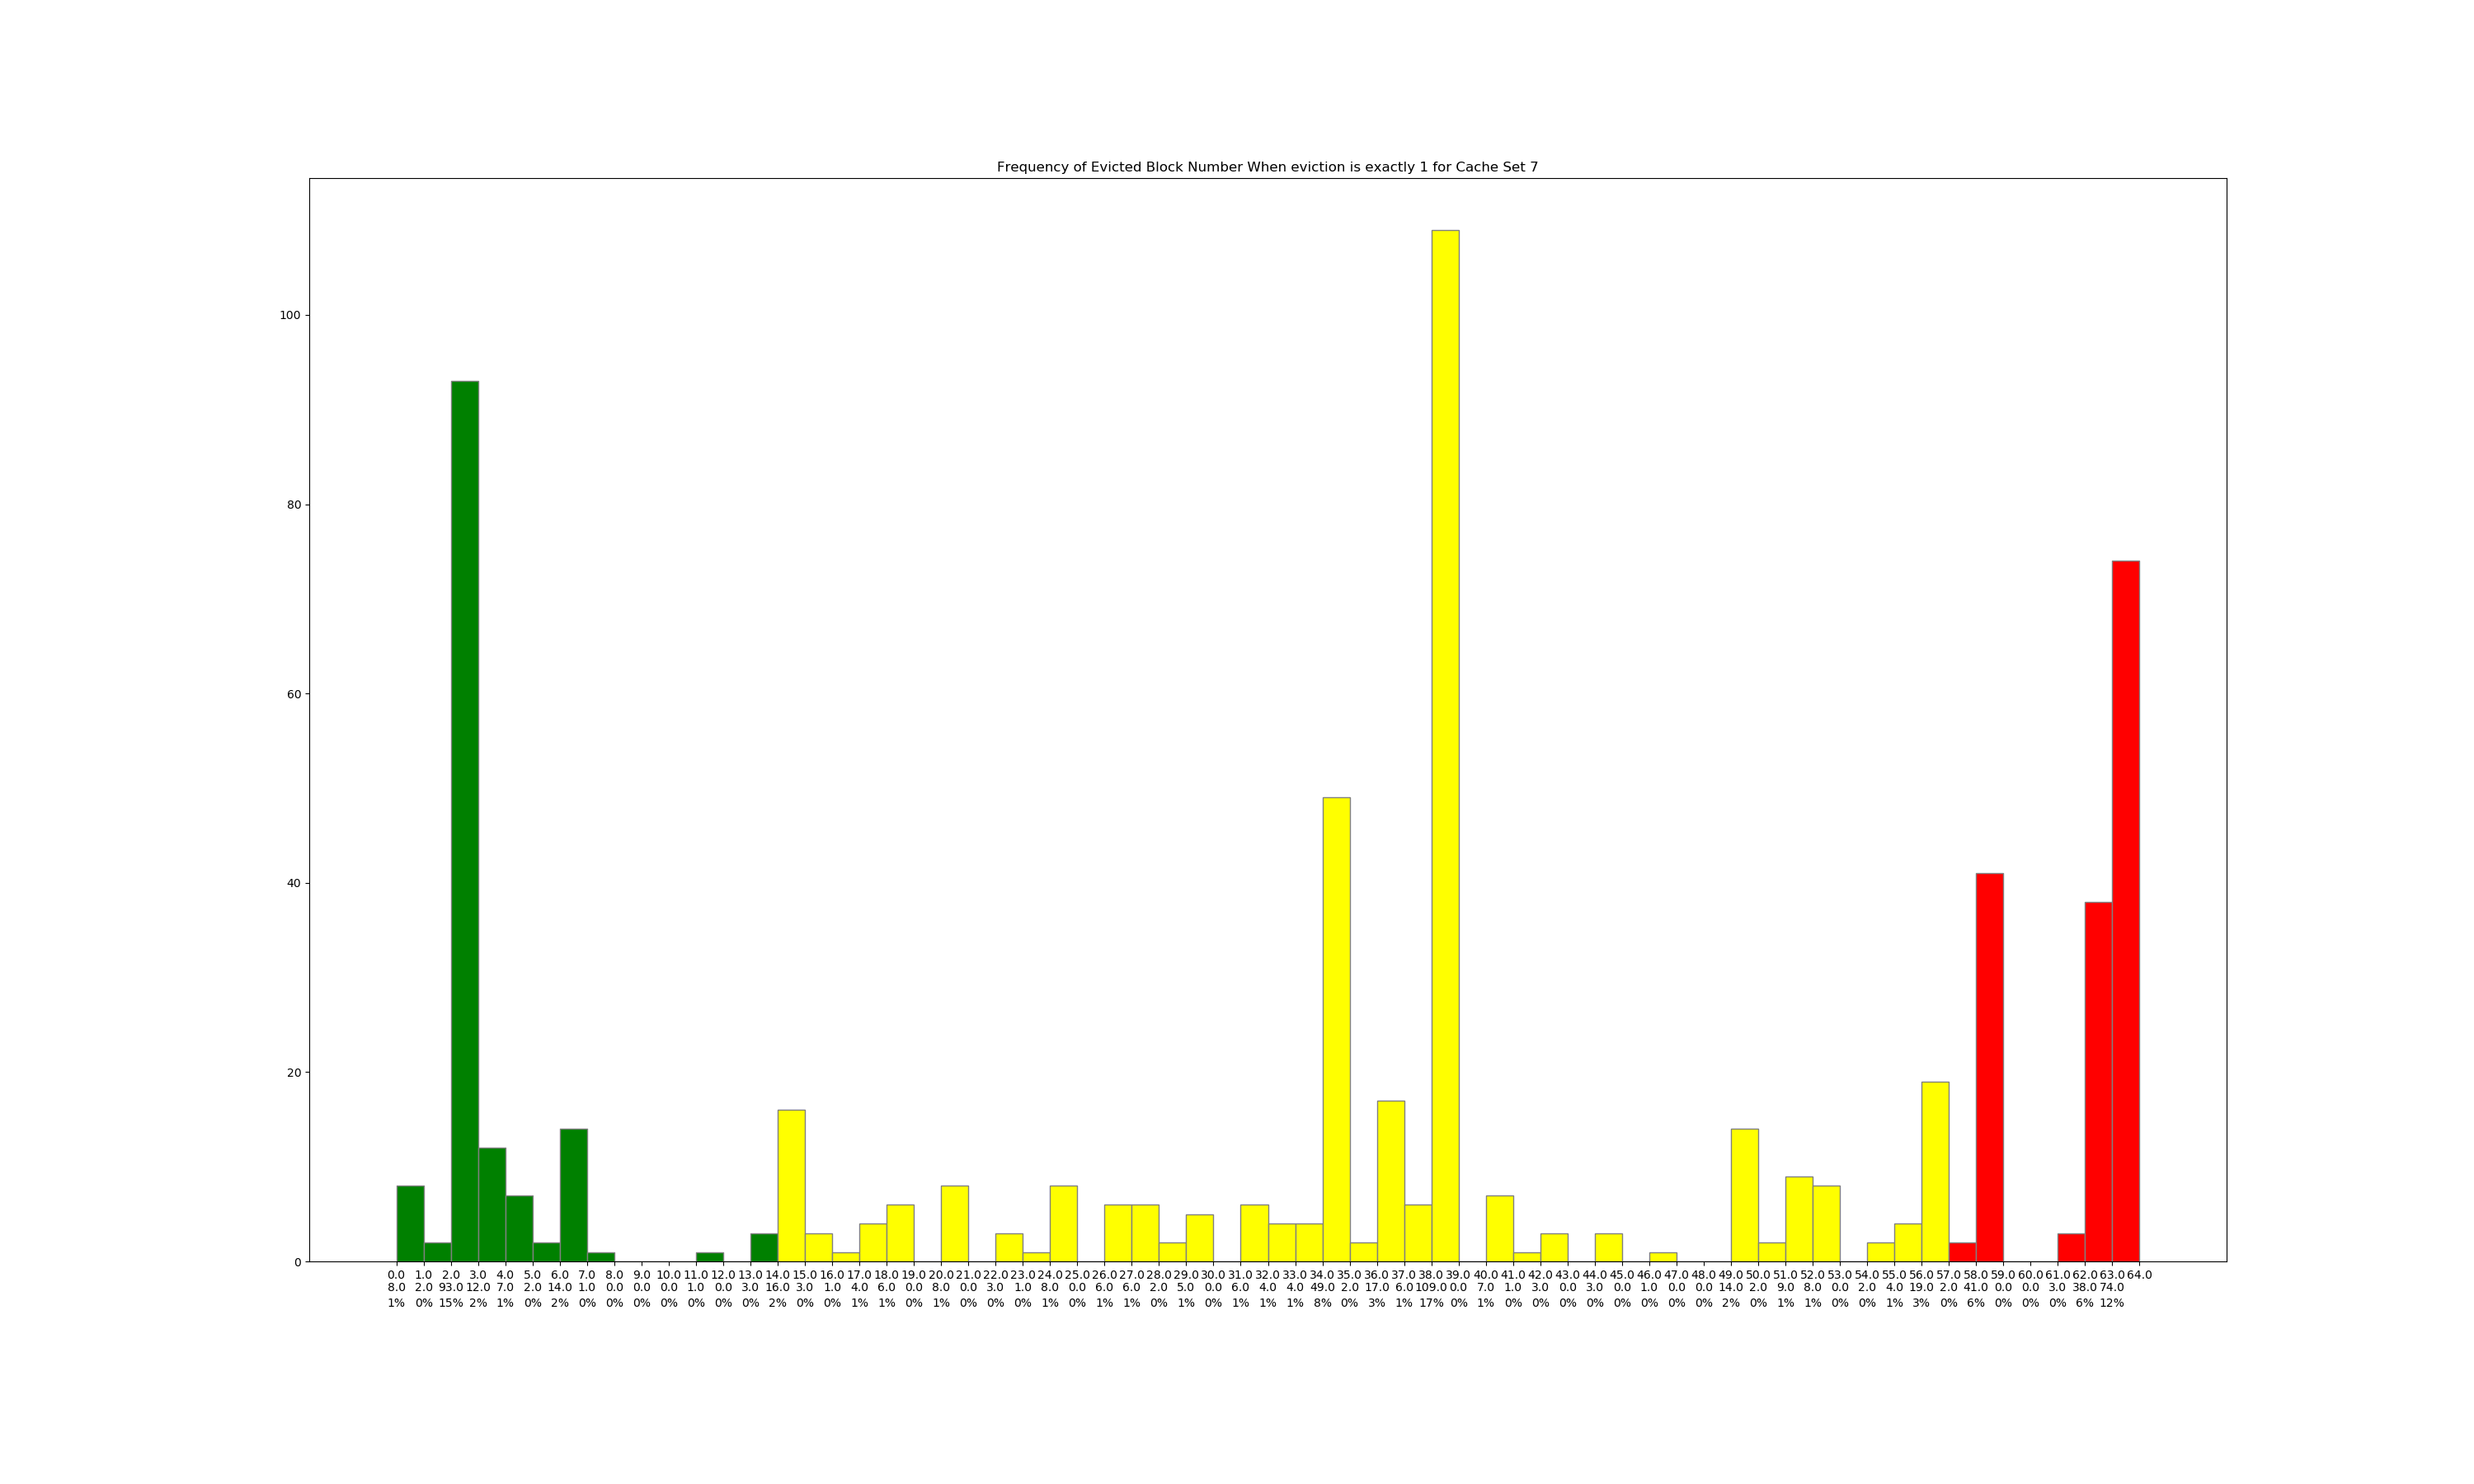 Frequency of Evicted Block Number When eviction is exactly 1 for Cache Set 7
100
80
60
40
20
0
0.0 1.0 2.0 3.0 4.0 5.0 6.0 7.0 8.0 9.0 10.0 11.0 12.0 13.0 14.0 15.0 16.0 17.0 18.0 19.0 20.0 21.0 22.0 23.0 24.0 25.0 26.0 27.0 28.0 29.0 30.0 31.0 32.0 33.0 34.0 35.0 36.0 37.0 38.0 39.0 40.0 41.0 42.0 43.0 44.0 45.0 46.0 47.0 48.0 49.0 50.0 51.0 52.0 53.0 54.0 55.0 56.0 57.0 58.0 59.0 60.0 61.0 62.0 63.0 64.0
8.0 2.0 93.0 12.0 7.0 2.0 14.0 1.0 0.0 0.0 0.0 1.0 0.0 3.0 16.0 3.0 1.0 4.0 6.0 0.0 8.0 0.0 3.0 1.0 8.0 0.0 6.0 6.0 2.0 5.0 0.0 6.0 4.0 4.0 49.0 2.0 17.0 6.0 109.0 0.0 7.0 1.0 3.0 0.0 3.0 0.0 1.0 0.0 0.0 14.0 2.0 9.0 8.0 0.0 2.0 4.0 19.0 2.0 41.0 0.0 0.0 3.0 38.0 74.0
1% 0% 15% 2% 1% 0% 2% 0% 0% 0% 0% 0% 0% 0% 2% 0% 0% 1% 1% 0% 1% 0% 0% 0% 1% 0% 1% 1% 0% 1% 0% 1% 1% 1% 8% 0% 3% 1% 17% 0% 1% 0% 0% 0% 0% 0% 0% 0% 0% 2% 0% 1% 1% 0% 0% 1% 3% 0% 6% 0% 0% 0% 6% 12%